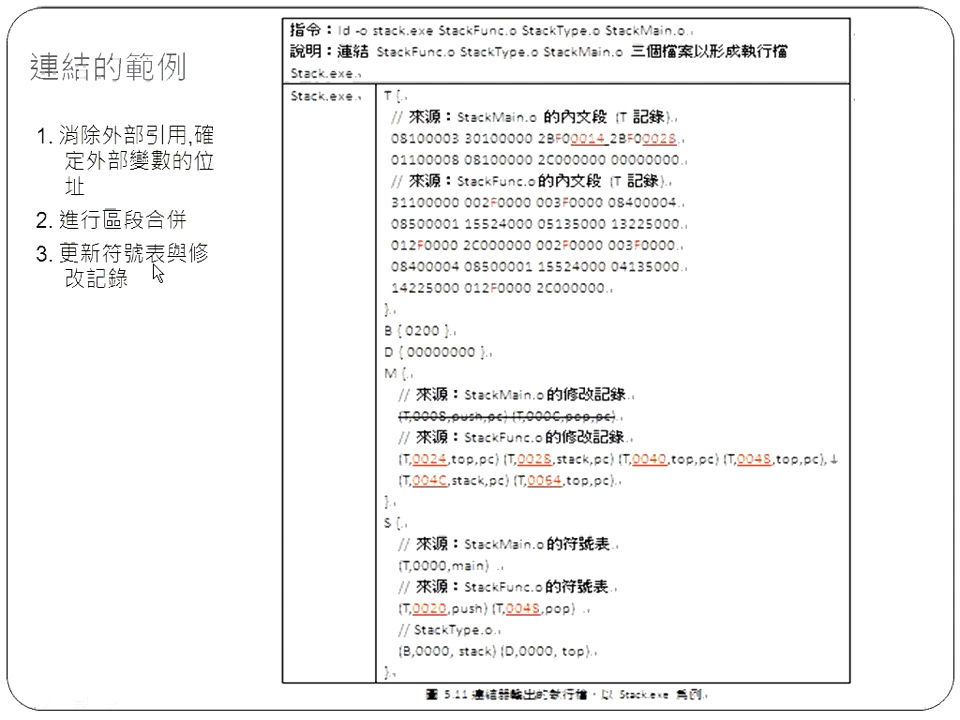 連結的範例
1. 消除外部引用,確
定外部變數的位
址
2. 進行區段合併
3. 更新符號表與修
改記錄
指令：ld -o stack.exe StackFunc.o StackType.o StackMain.o
說明：連結 StackFunc.o StackType.o StackMain.o 三個檔案以形成執行檔
Stack.exe
Stack.exe
T {
// 來源：StackMain.o 的內文段 (T 記錄)
08100003 30100000 2BF00014 2BF00028
01100008 08100000 2C000000 00000000
// 來源：StackFunc.o的內文段 (T 記錄)
31100000 002F0000 003F0000 08400004
08500001 15524000 05135000 13225000
012F0000 2C000000 002F0000 003F0000
08400004 08500001 15524000 04135000
14225000 012F0000 2C000000
}
B { 0200 }
D { 00000000 }
M {
// 來源：StackMain.o的修改記錄
(T,0008,push,pc) (T,000C,pop,pc)
// 來源：StackFunc.o的修改記錄
(T,0024,top,pc) (T,0028,stack,pc) (T,0040,top,pc) (T,0048,top,pc),
(T,004C,stack,pc) (T,0064,top,pc)
}
S {
// 來源：StackMain.o的符號表
(T,0000,main)
// 來源：StackFunc.o的符號表
(T,0020,push) (T,0048,pop)
// StackType.o
(B,0000, stack) (D,0000, top)
}
圖 5.11 連結器輸出的執行檔，以 Stack.exe 為例